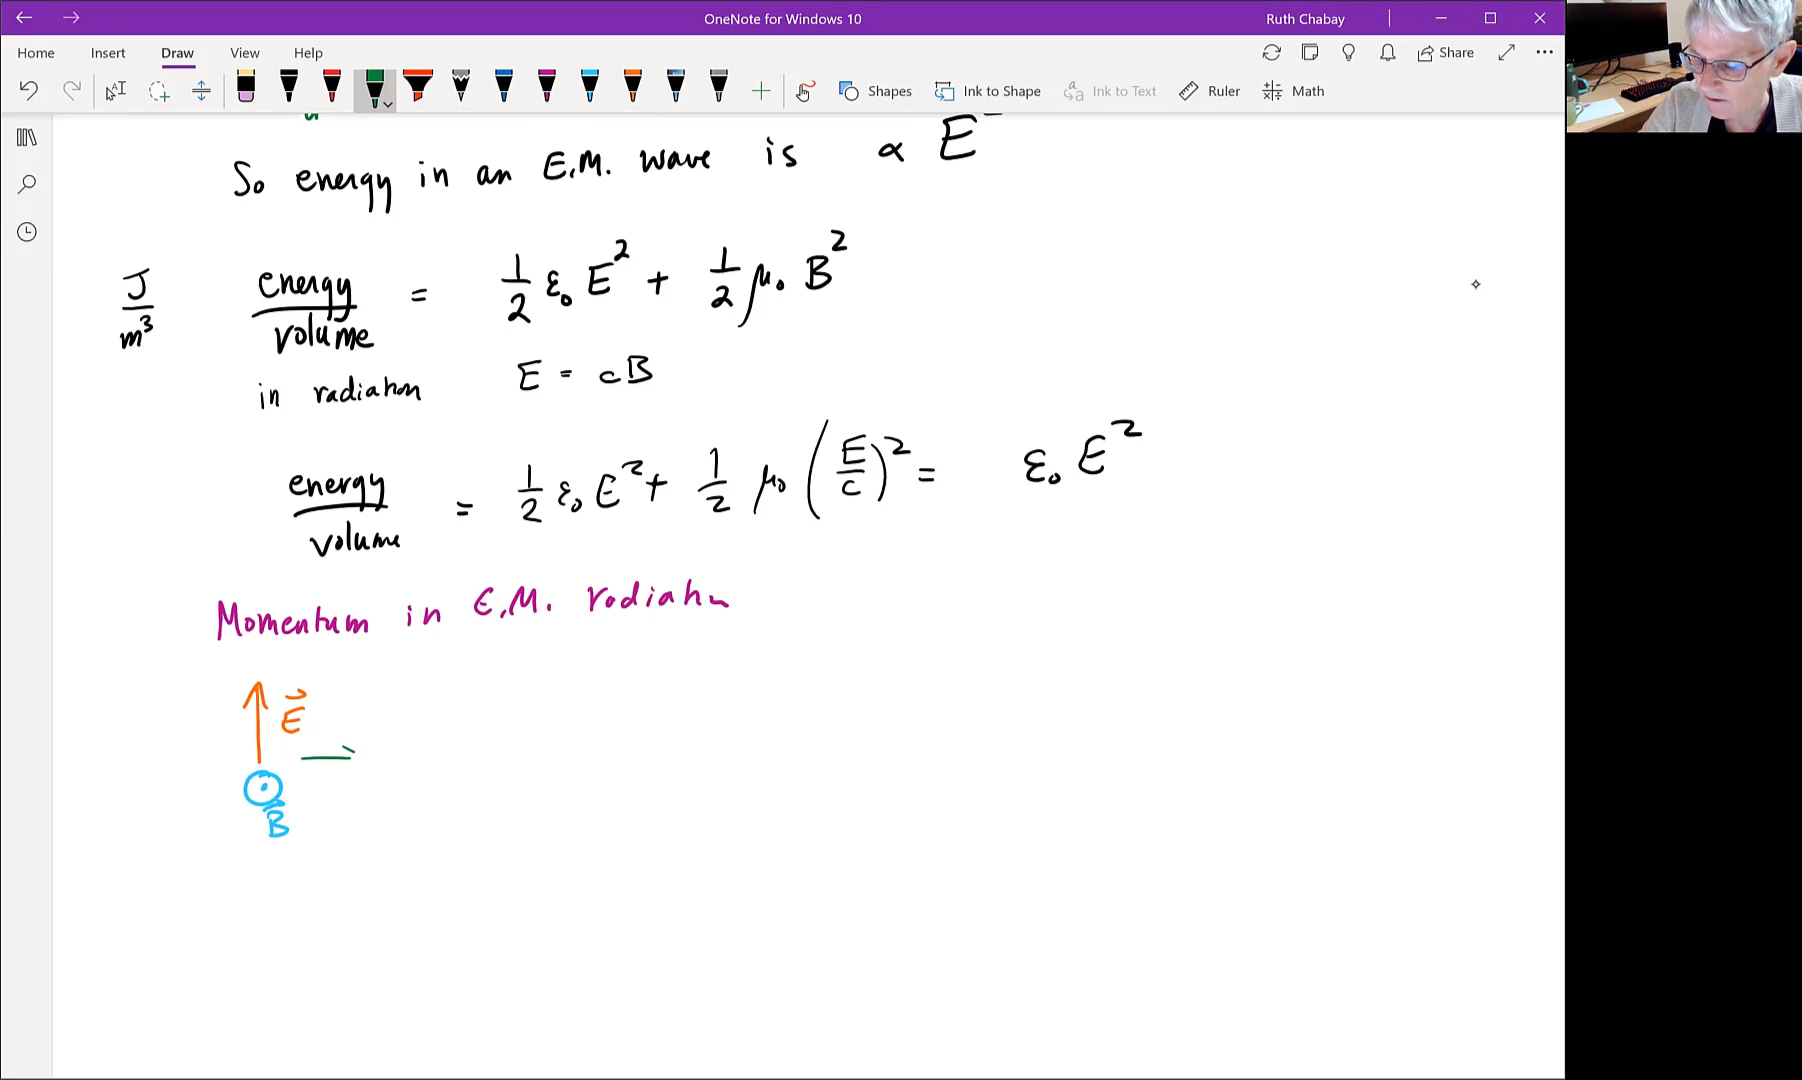 OneNote for Windows 10
Ruth Chabay
Home Insert Draw View Help
Share
Shapes Ink to Shape Ink to Text Ruler Math
So energy in an E.M. wave is ∝ E
J/m³ energy/volume = 1/2 ε₀ E² + 1/2 μ₀ B²
in radiation E = cB
energy/volume = 1/2 ε₀ E² + 1/2 μ₀ (E/c)² = ε₀ E²
Momentum in E.M. radiation
E⃗
B